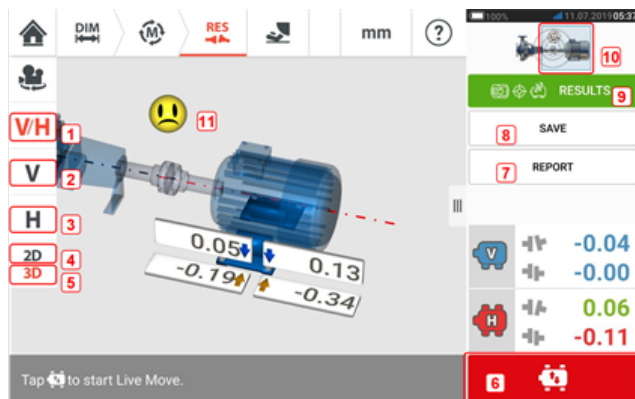 DIM
M
RES
mm
?
100%
11.07.2019 05:37
10
V/H
1
11
RESULTS
9
V
2
8
SAVE
7
REPORT
H
3
2D
4
3D
5
0.05
0.13
-0.19
-0.34
V
-0.04
-0.00
H
0.06
-0.11
Tap to start Live Move.
6